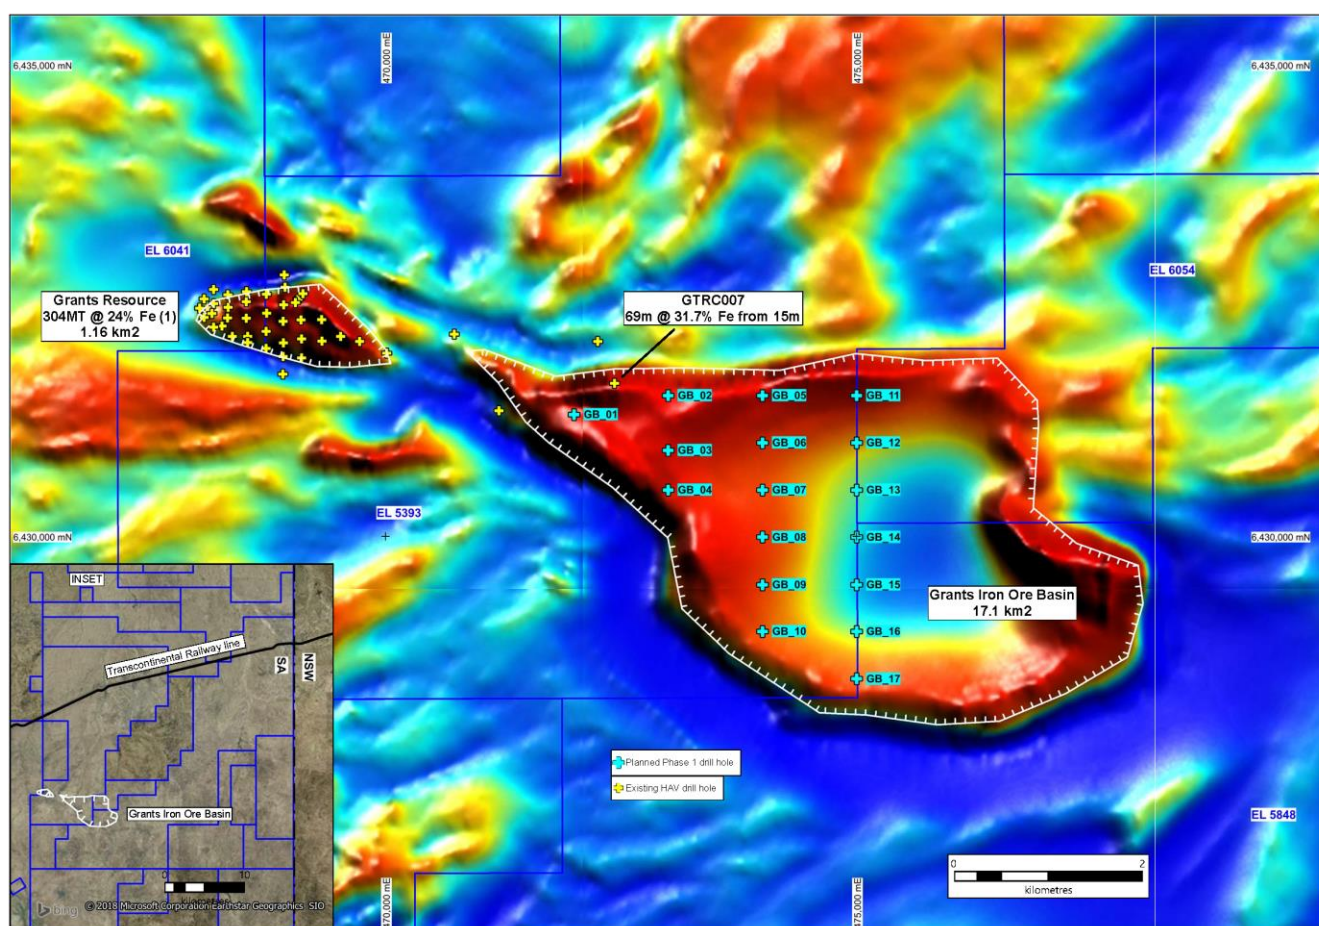 470,000 mE
475,000 mE
6,435,000 mN
6,435,000 mN
EL 6041
EL 6054
Grants Resource
304MT @ 24% Fe (1)
1.16 km2
GTRC007
69m @ 31.7% Fe from 15m
GB_01
GB_02
GB_05
GB_11
GB_03
GB_06
GB_12
GB_04
GB_07
GB_13
EL 5393
6,430,000 mN
GB_08
GB_14
GB_09
GB_15
Grants Iron Ore Basin
17.1 km2
GB_10
GB_16
GB_17
INSET
Transcontinental Railway line
SA
NSW
Grants Iron Ore Basin
0
10
kilometres
bing
© 2018 Microsoft Corporation Earthstar Geographics SIO
Planned Phase 1 drill hole
Existing HAV drill hole
EL 5848
0
2
kilometres
470,000 mE
475,000 mE